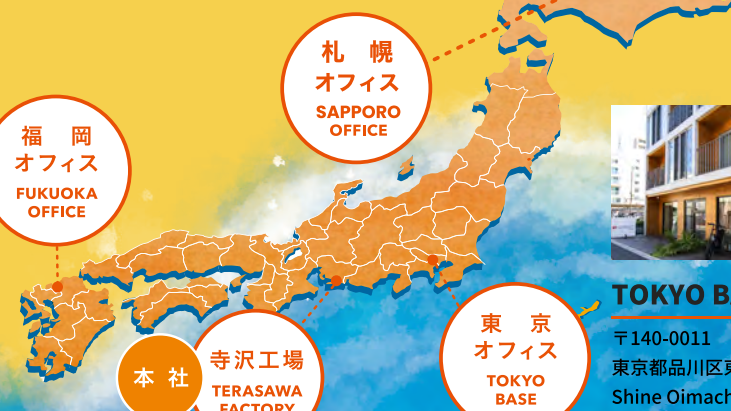 札 幌
オフィス
SAPPORO
OFFICE
福 岡
オフィス
FUKUOKA
OFFICE
本 社
寺沢工場
TERASAWA
FACTORY
東 京
オフィス
TOKYO
BASE
TOKYO
〒140-0011
東京都品川区
Shine Oimach